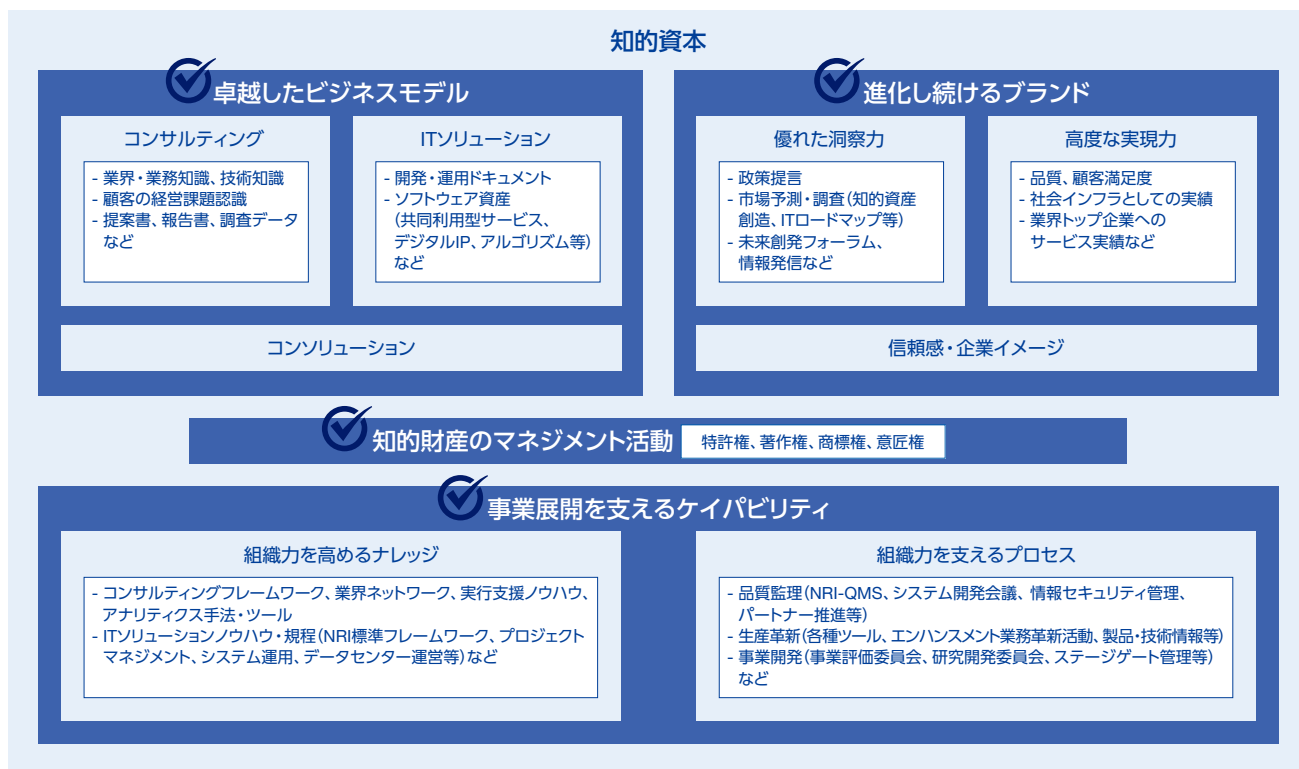 知的資本
卓越したビジネスモデル
コンサルティング
- 業界・業務知識、技術知識
- 顧客の経営課題認識
- 提案書、報告書、調査データ
など
ITソリューション
- 開発・運用ドキュメント
- ソフトウェア資産
(共同利用型サービス、
デジタルIP、アルゴリズム等)
など
コンソリューション
進化し続けるブランド
優れた洞察力
- 政策提言
- 市場予測・調査(知的資産
創造、ITロードマップ等)
- 未来創発フォーラム、
情報発信など
高度な実現力
- 品質、顧客満足度
- 社会インフラとしての実績
- 業界トップ企業への
サービス実績など
信頼感・企業イメージ
知的財産のマネジメント活動 特許権、著作権、商標権、意匠権
事業展開を支えるケイパビリティ
組織力を高めるナレッジ
- コンサルティングフレームワーク、業界ネットワーク、実行支援ノウハウ、
アナリティクス手法・ツール
- ITソリューションノウハウ・規程(NRI標準フレームワーク、プロジェクト
マネジメント、システム運用、データセンター運営等)など
組織力を支えるプロセス
- 品質監理(NRI-QMS、システム開発会議、情報セキュリティ管理、
パートナー推進等)
- 生産革新(各種ツール、エンハンスメント業務革新活動、製品・技術情報等)
- 事業開発(事業評価委員会、研究開発委員会、ステージゲート管理等)
など